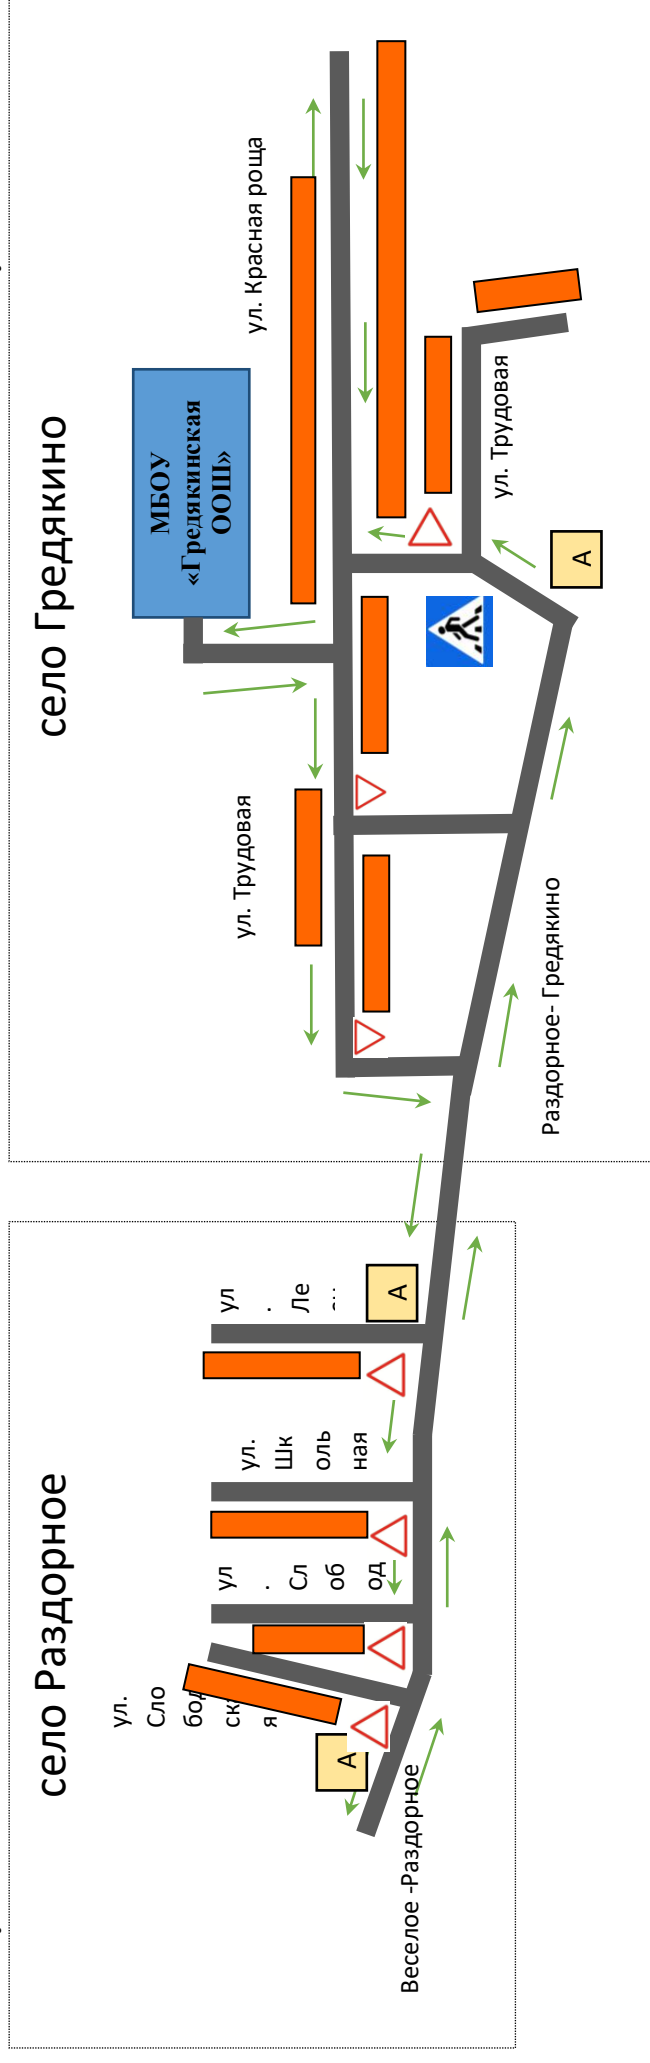 село Гредякино
МБОУ
«Гредякинская
ООШ»
ул. Красная роща
ул. Трудовая
ул. Трудовая
А
Раздорное- Гредякино
село Раздорное
ул
.
Ле
А
ул.
Шк
оль
ная
ул
.
Сл
об
од
ул.
Сло
бод
ск
я
А
Веселое -Раздорное